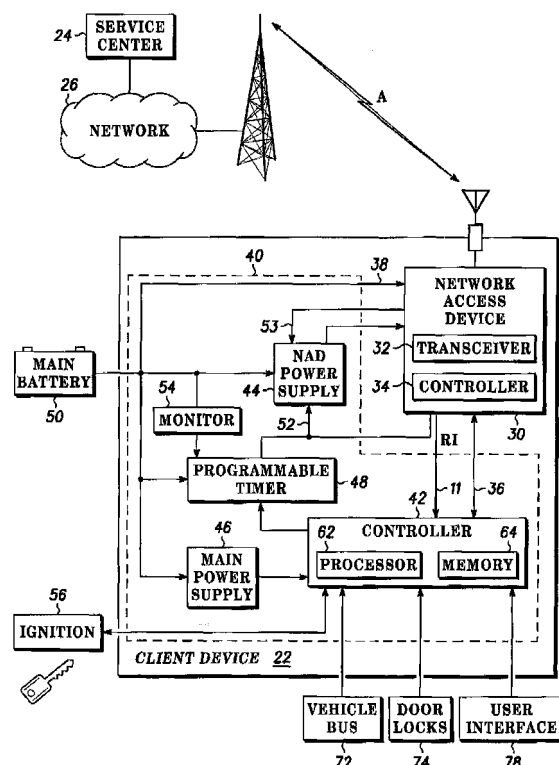 24
SERVICE
CENTER
26
NETWORK
A
40
38
NETWORK
ACCESS
DEVICE
32
TRANSCEIVER
34
CONTROLLER
30
53
MAIN
BATTERY
50
NAD
POWER
SUPPLY
44
54
MONITOR
52
RI
PROGRAMMABLE
TIMER
48
11
36
42
CONTROLLER
62
PROCESSOR
64
MEMORY
46
MAIN
POWER
SUPPLY
56
IGNITION
CLIENT DEVICE 22
VEHICLE
BUS
72
DOOR
LOCKS
74
USER
INTERFACE
78